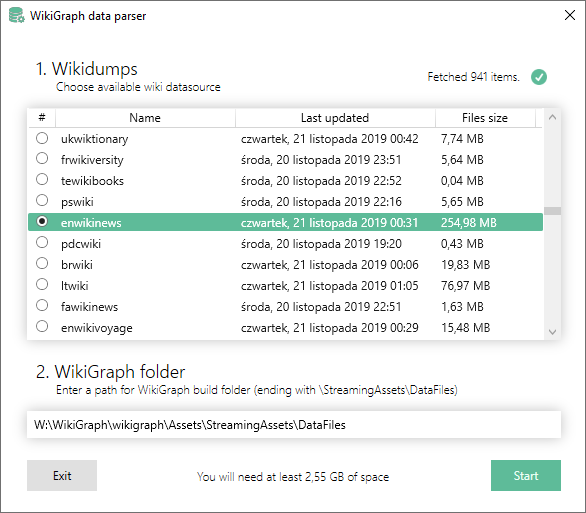 WikiGraph data parser
1. Wikidumps
Choose available wiki datasource
Fetched 941 items.
# Name Last updated Files size
ukwiktionary czwartek, 21 listopada 2019 00:42 7,74 MB
frwikiversity środa, 20 listopada 2019 23:51 5,64 MB
tewikibooks środa, 20 listopada 2019 22:52 0,04 MB
pswiki środa, 20 listopada 2019 22:16 5,65 MB
enwikinews czwartek, 21 listopada 2019 00:31 254,98 MB
pdcwiki środa, 20 listopada 2019 19:20 0,43 MB
brwiki czwartek, 21 listopada 2019 00:06 19,83 MB
ltwiki czwartek, 21 listopada 2019 01:05 76,97 MB
fawikinews środa, 20 listopada 2019 22:51 1,63 MB
enwikivoyage czwartek, 21 listopada 2019 00:29 15,48 MB
2. WikiGraph folder
Enter a path for WikiGraph build folder (ending with \StreamingAssets\DataFiles)
W:\WikiGraph\wikigraph\Assets\StreamingAssets\DataFiles
Exit You will need at least 2,55 GB of space Start